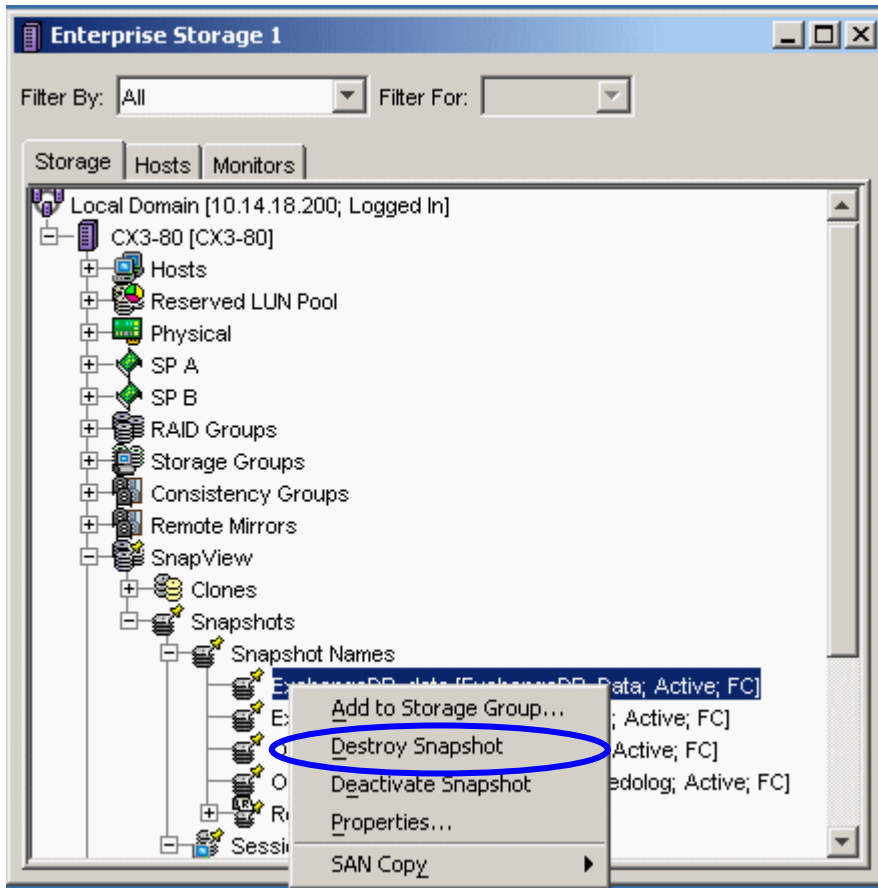 Enterprise Storage 1
Filter By: All Filter For:
Storage Hosts Monitors
Local Domain [10.14.18.200; Logged In]
CX3-80 [CX3-80]
Hosts
Reserved LUN Pool
Physical
SP A
SP B
RAID Groups
Storage Groups
Consistency Groups
Remote Mirrors
SnapView
Clones
Snapshots
Snapshot Names
Data; Active; FC]
Add to Storage Group...
; Active; FC]
Destroy Snapshot
Active; FC]
Deactivate Snapshot
edolog; Active; FC]
Properties...
SAN Copy